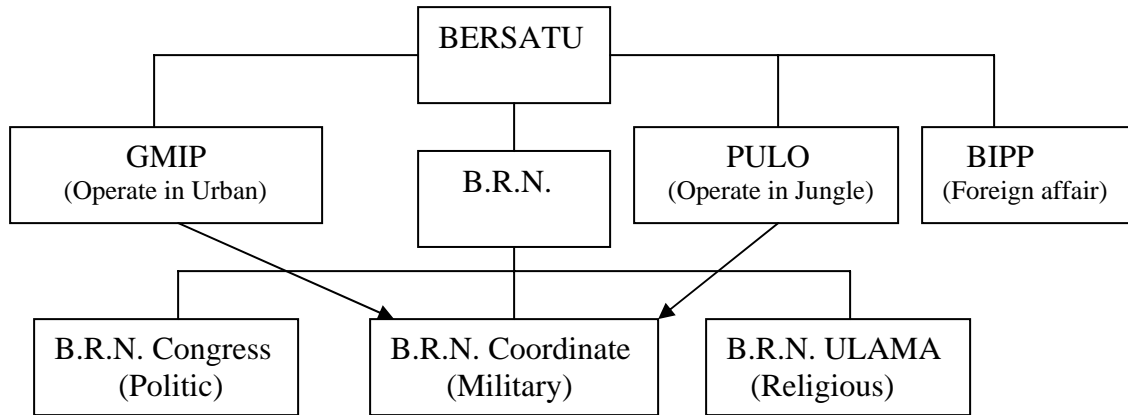 BERSATU
GMIP
(Operate in Urban)
B.R.N.
PULO
(Operate in Jungle)
BIPP
(Foreign affair)
B.R.N. Congress
(Politic)
B.R.N. Coordinate
(Military)
B.R.N. ULAMA
(Religious)